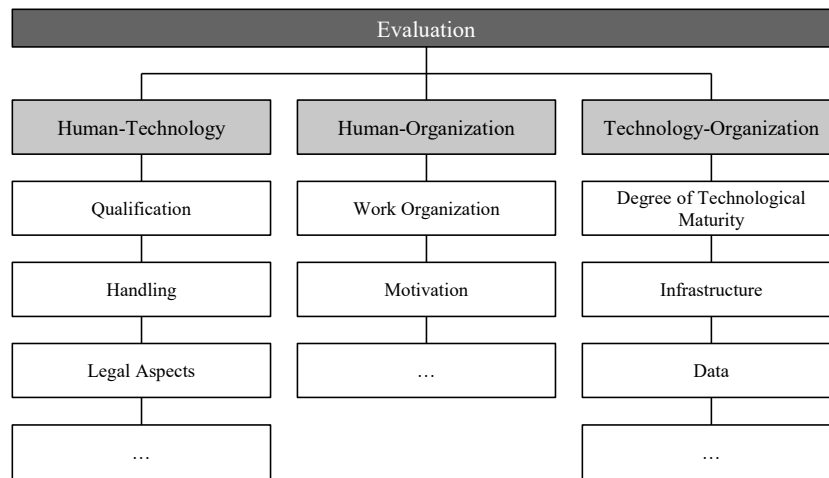 Evaluation
Human-Technology
Human-Organization
Technology-Organization
Qualification
Work Organization
Degree of Technological
Maturity
Handling
Motivation
Infrastructure
Legal Aspects
…
Data
…
…